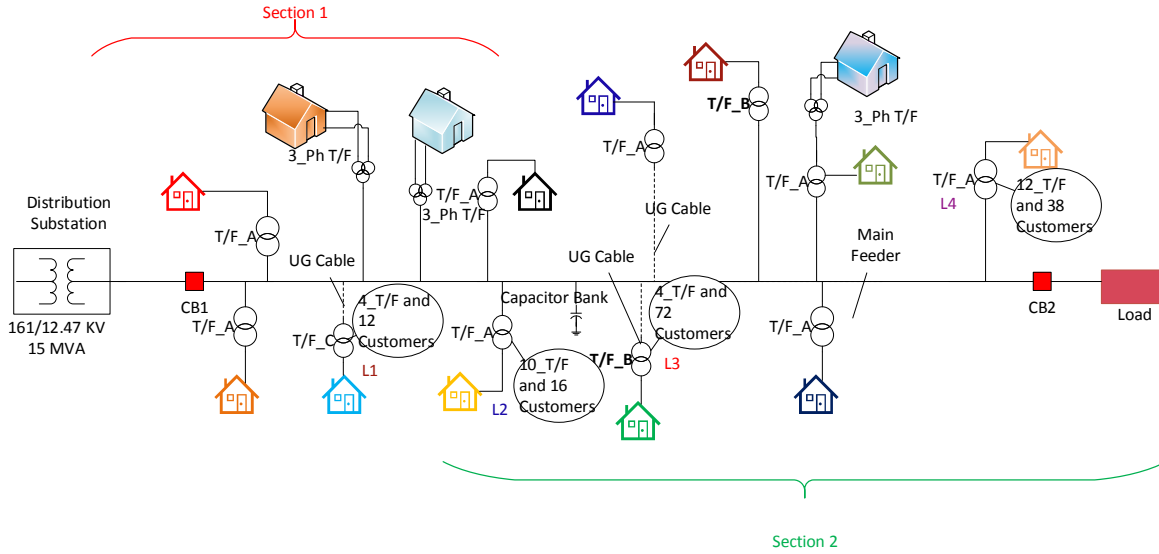 Section 1
3_Ph T/F
T/F_A
3_Ph T/F
T/F_A
T/F_B
3_Ph T/F
T/F_A
T/F_A
L4
12_T/F
and 38
Customers
Distribution
Substation
T/F_A
UG Cable
UG Cable
Main
Feeder
161/12.47 KV
15 MVA
CB1
T/F_A
T/F_C
4_T/F and
12
Customers
L1
Capacitor Bank
T/F_A
10_T/F
and 16
Customers
L2
4_T/F and
72
Customers
T/F_B
L3
T/F_A
CB2
Load
Section 2